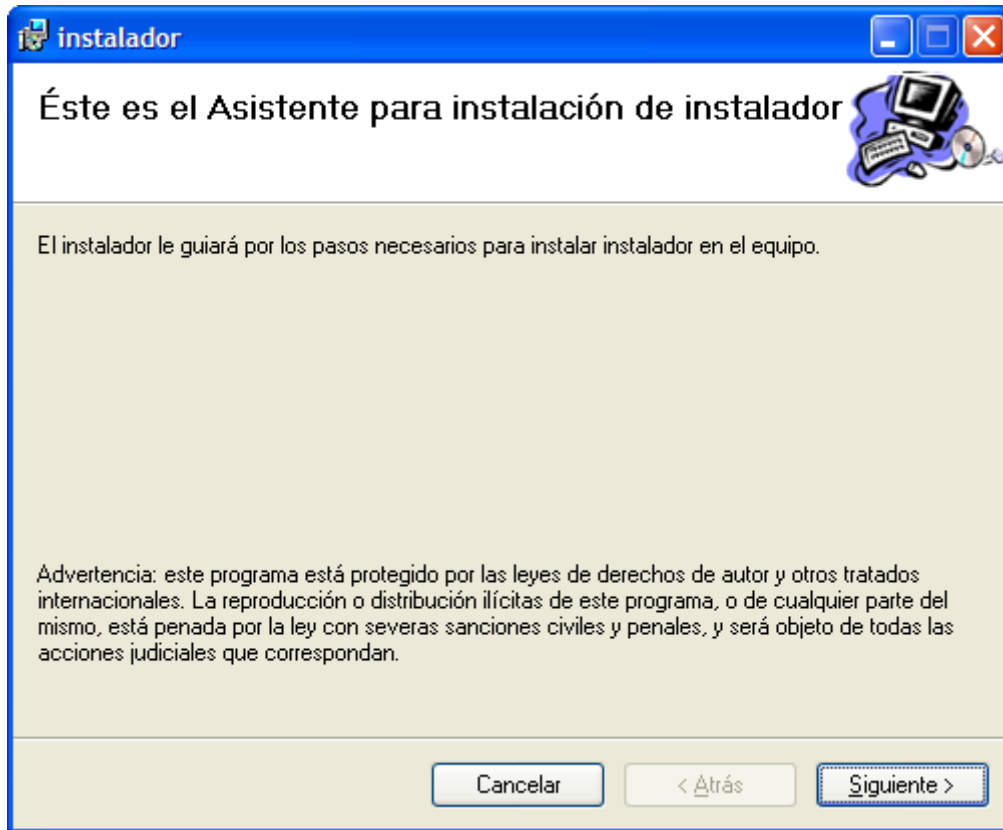 instalador
Éste es el Asistente para instalación de instalador
El instalador le guiará por los pasos necesarios para instalar instalador en el equipo.
Advertencia: este programa está protegido por las leyes de derechos de autor y otros tratados
internacionales. La reproducción o distribución ilícitas de este programa, o de cualquier parte del
mismo, está penada por la ley con severas sanciones civiles y penales, y será objeto de todas las
acciones judiciales que correspondan.
Cancelar < Atrás Siguiente >